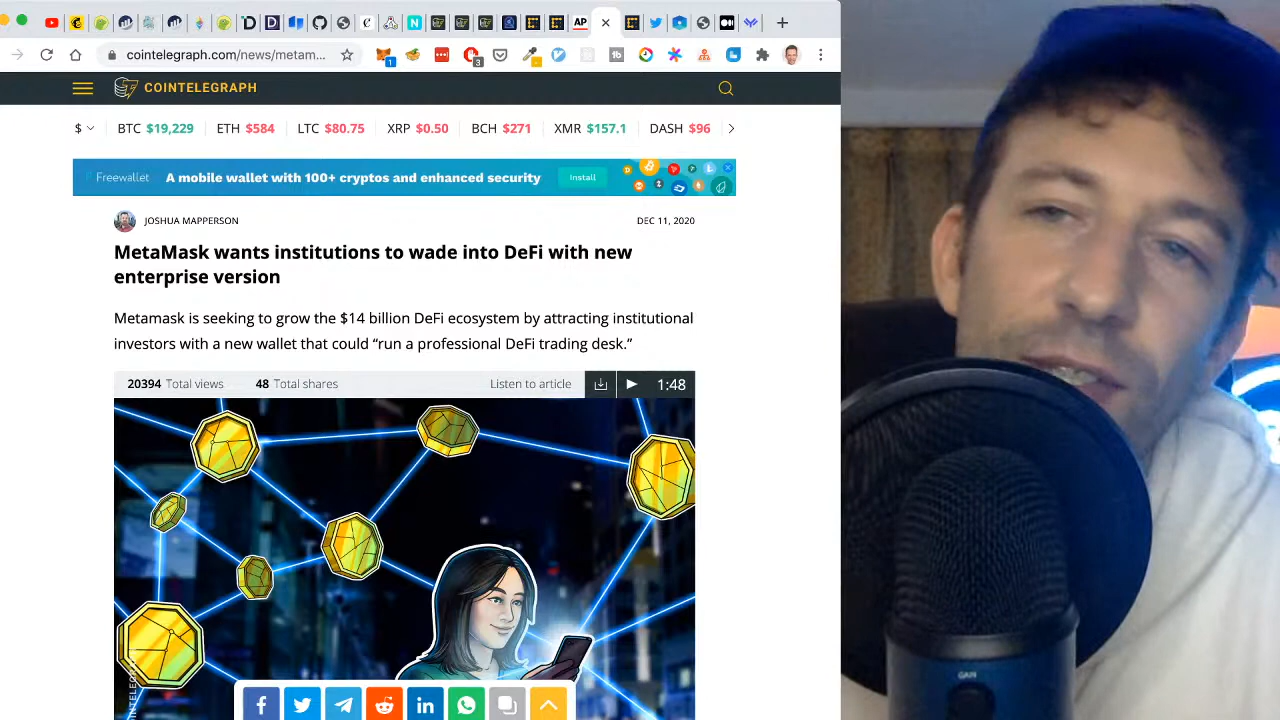 AP
cointelegraph.com/news/metam...
1
3
COINTELEGRAPH
$ BTC $19,229 ETH $584 LTC $80.75 XRP $0.50 BCH $271 XMR $157.1 DASH $96
Freewallet A mobile wallet with 100+ cryptos and enhanced security Install
JOSHUA MAPPERSON DEC 11, 2020
MetaMask wants institutions to wade into DeFi with new
enterprise version
Metamask is seeking to grow the $14 billion DeFi ecosystem by attracting institutional
investors with a new wallet that could “run a professional DeFi trading desk.”
20394 Total views 48 Total shares Listen to article 1:48
GAIN